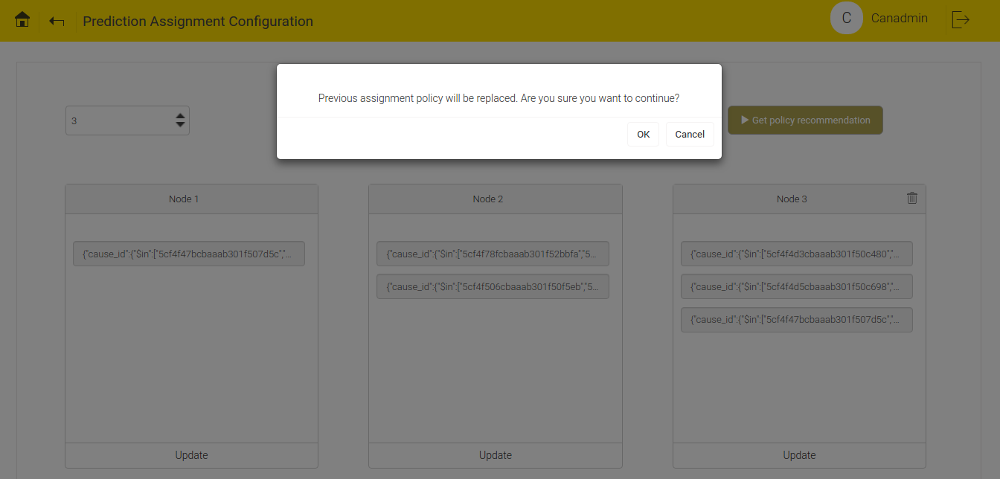 Prediction Assignment Configuration
C
Canadmin
Previous assignment policy will be replaced. Are you sure you want to continue?
OK
Cancel
3
Get policy recommendation
Node 1
Node 2
Node 3
{"cause_id":{"$in":["5cf4f47bcbaaab301f507d5c","...
{"cause_id":{"$in":["5cf4f78fcbaaab301f52bbfa","5...
{"cause_id":{"$in":["5cf4f4d3cbaaab301f50c480","...
{"cause_id":{"$in":["5cf4f506cbaaab301f50f5eb","5...
{"cause_id":{"$in":["5cf4f4d5cbaaab301f50c698","...
{"cause_id":{"$in":["5cf4f47bcbaaab301f507d5c","...
Update
Update
Update